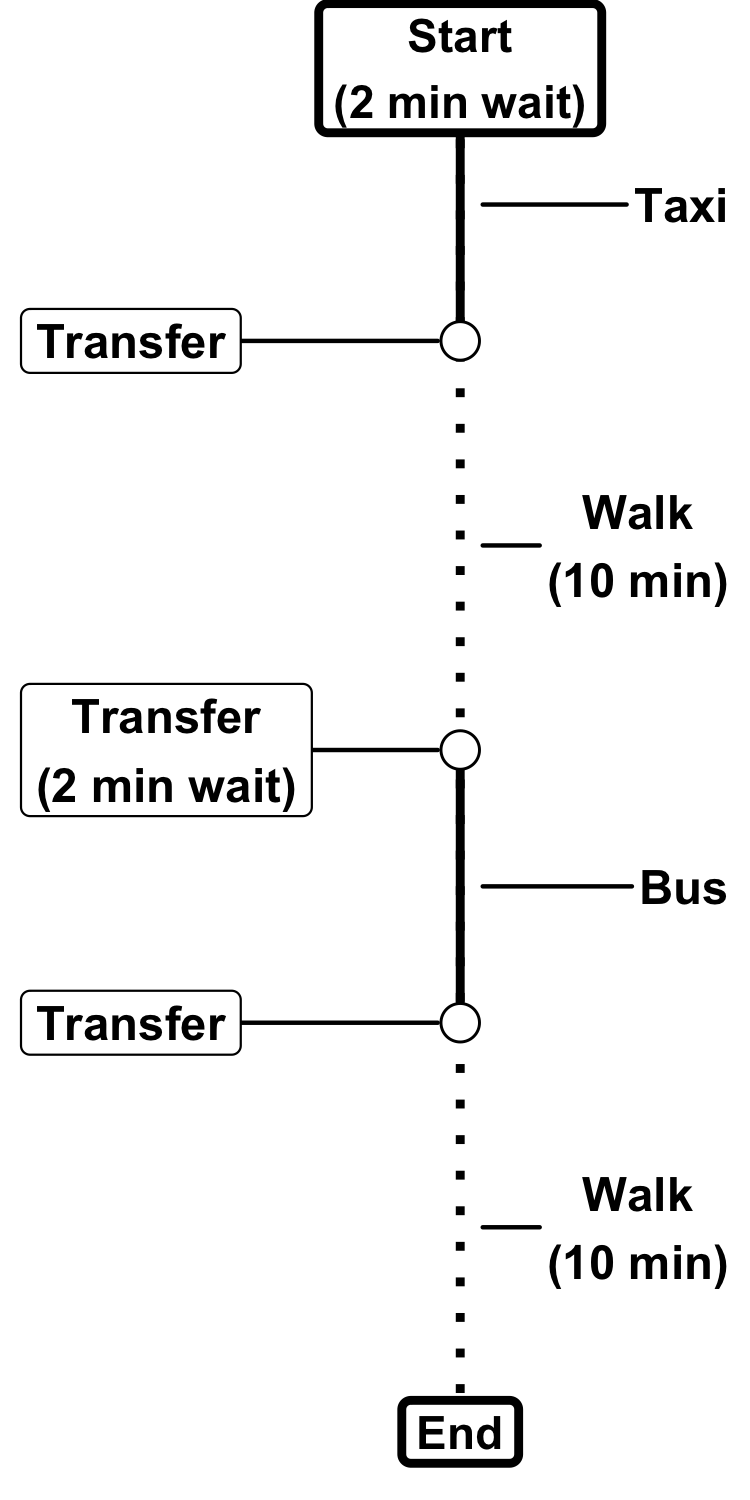 Start
(2 min wait)
Taxi
Transfer
Walk
(10 min)
Transfer
(2 min wait)
Bus
Transfer
Walk
(10 min)
End